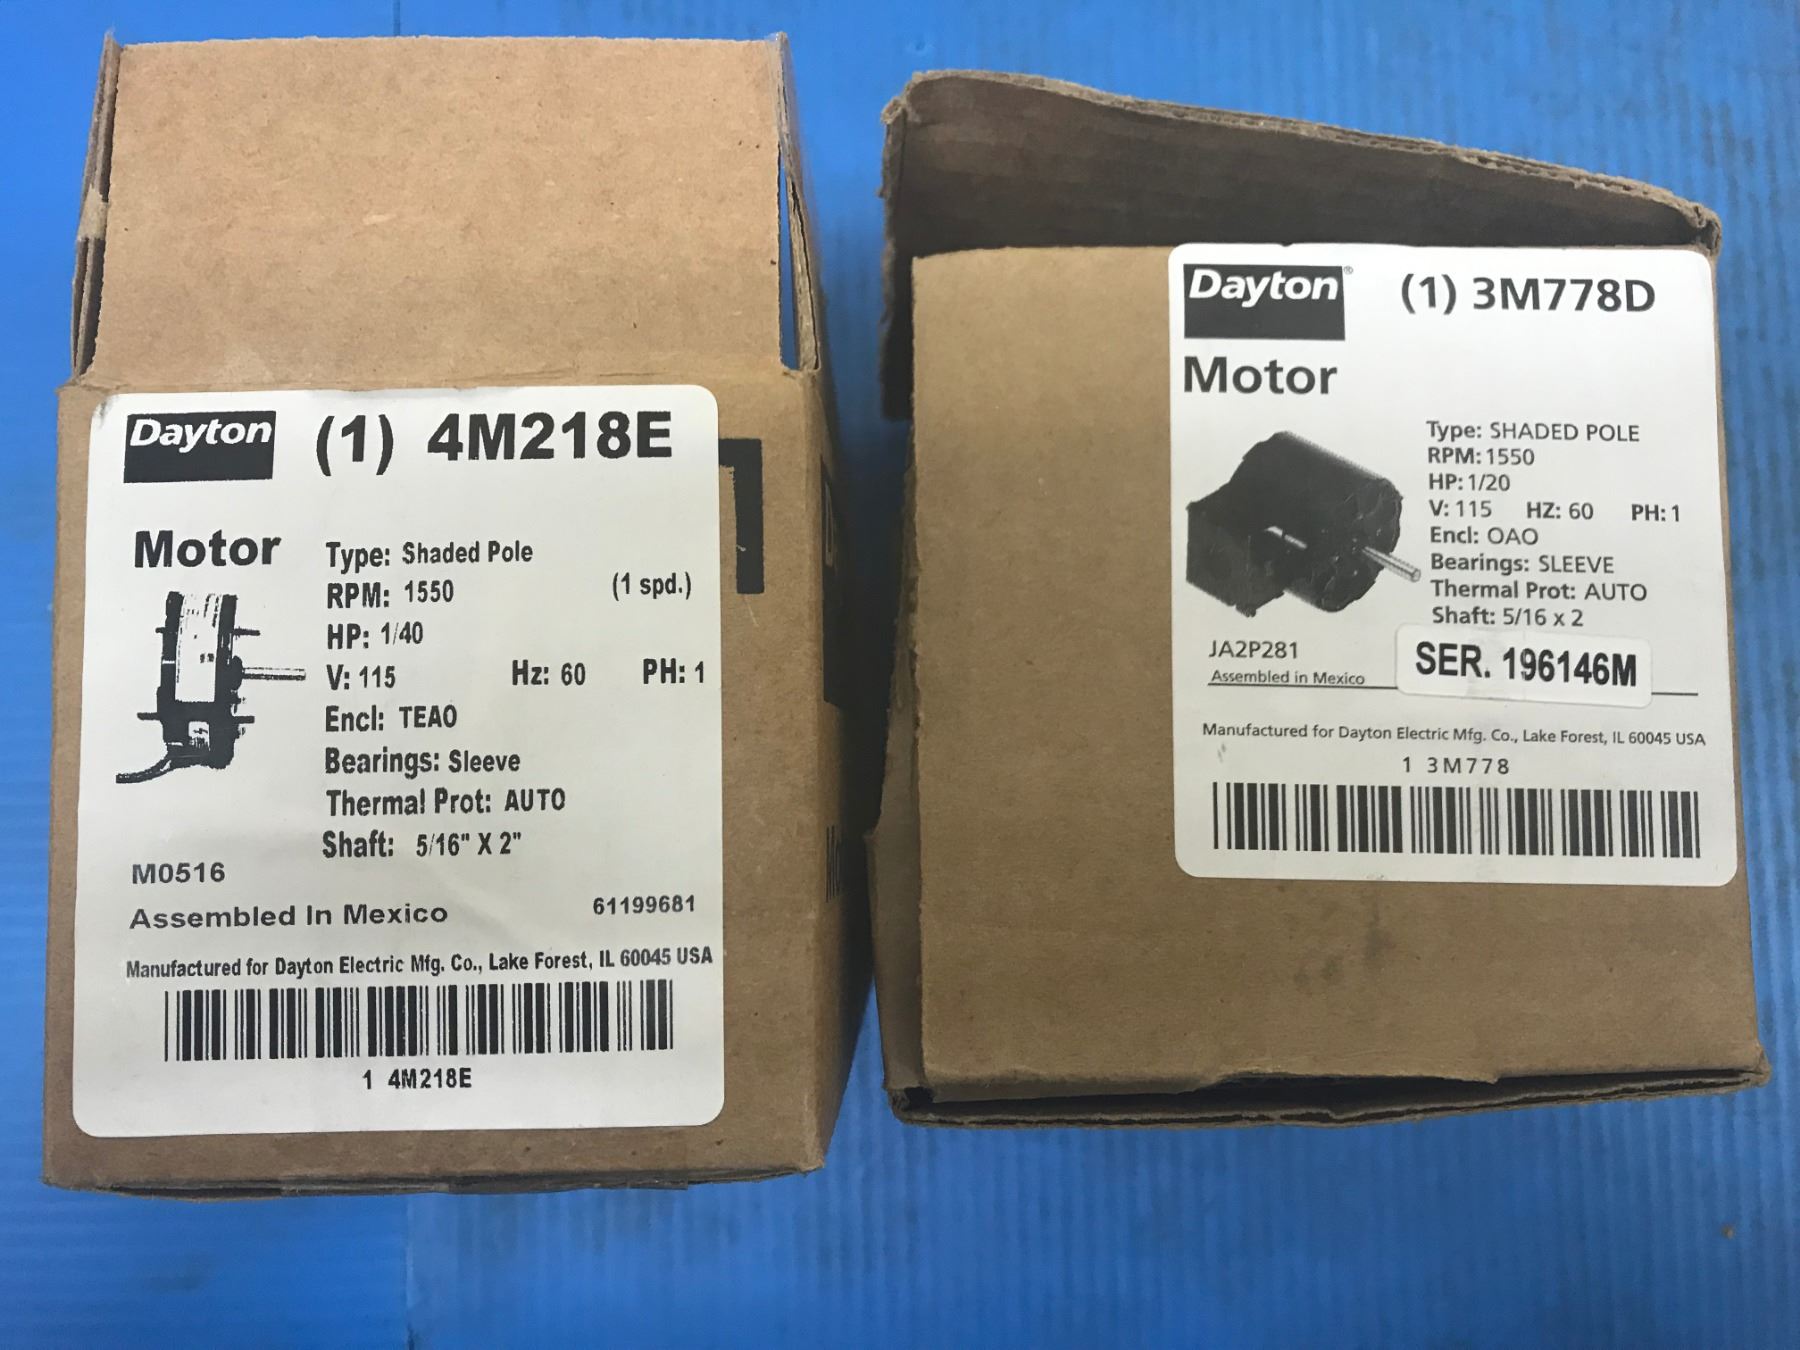 Dayton (1) 4M218E
Motor
Type: Shaded Pole
RPM: 1550 (1 spd.)
HP: 1/40
V: 115 Hz: 60 PH: 1
Encl: TEAO
Bearings: Sleeve
Thermal Prot: AUTO
Shaft: 5/16" X 2"
M0516
Assembled In Mexico 61199681
Manufactured for Dayton Electric Mfg. Co., Lake Forest, IL 60045 USA
1 4M218E
Dayton® (1) 3M778D
Motor
Type: SHADED POLE
RPM: 1550
HP: 1/20
V: 115 HZ: 60 PH: 1
Encl: OAO
Bearings: SLEEVE
Thermal Prot: AUTO
Shaft: 5/16 x 2
JA2P281
Assembled in Mexico
SER. 196146M
Manufactured for Dayton Electric Mfg. Co., Lake Forest, IL 60045 USA
1 3M778